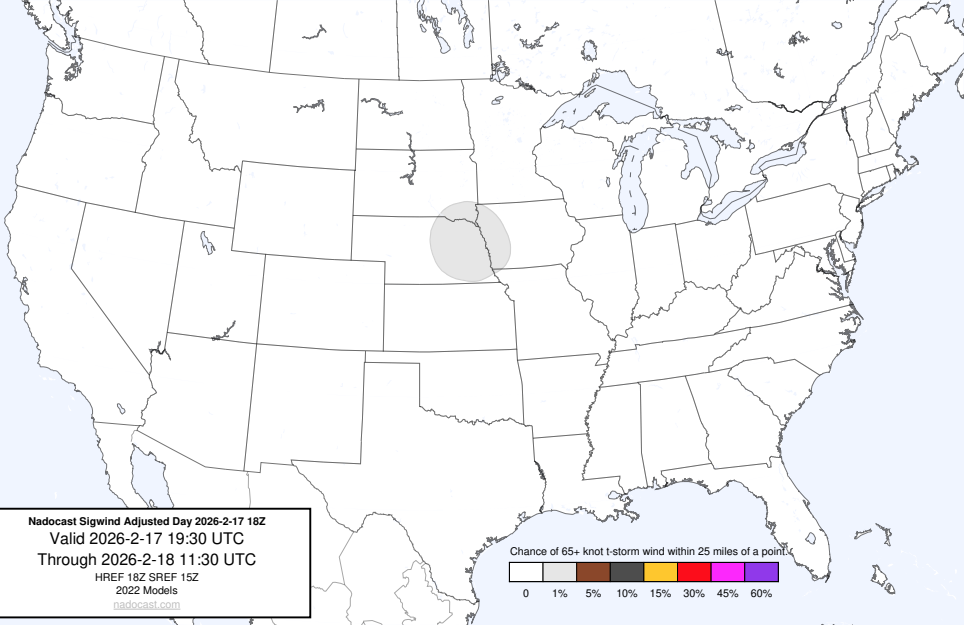 Nadocast Sigwind Adjusted Day 2026-2-17 18Z
Valid 2026-2-17 19:30 UTC
Through 2026-2-18 11:30 UTC
HREF 18Z SREF 15Z
2022 Models
nadocast.com
Chance of 65+ knot t-storm wind within 25 miles of a point.
0 1% 5% 10% 15% 30% 45% 60%